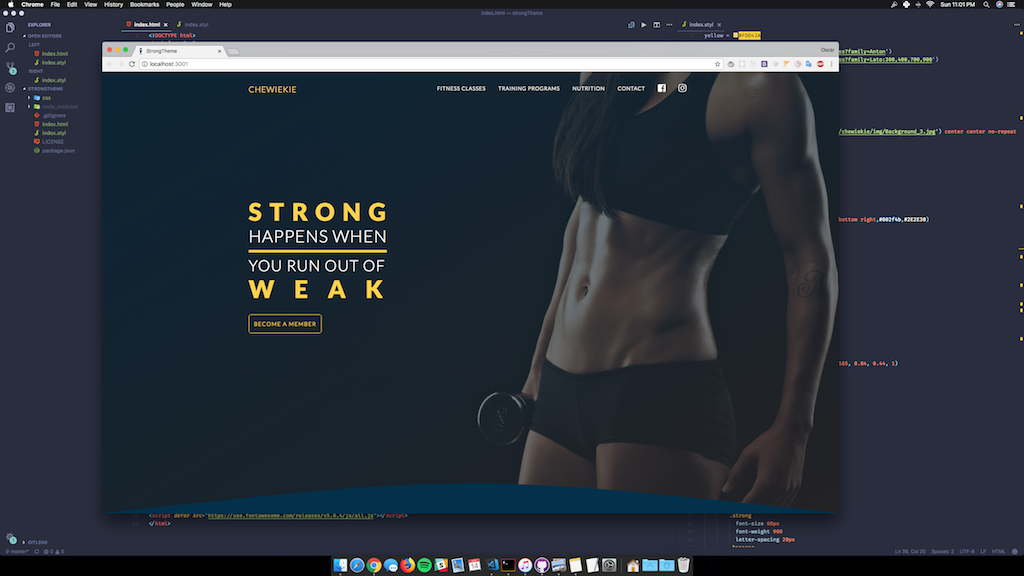 Chrome File Edit View History Bookmarks People Window Help
Sun 11:01 PM
index.html — strongTheme
EXPLORER
OPEN EDITORS
LEFT
index.html
index.styl
RIGHT
index.styl
STRONGTHEME
css
node_modules
.gitignore
index.html
index.styl
LICENSE
package.json
GITLENS
index.html
index.styl
<!DOCTYPE html>
index.styl
yellow = #FDD43A
StrongTheme
Oscar
localhost:3001
CHEWIEKIE
FITNESS CLASSES
TRAINING PROGRAMS
NUTRITION
CONTACT
STRONG
HAPPENS WHEN
YOU RUN OUT OF
WEAK
BECOME A MEMBER
s?family=Anton')
s?family=Lato:300,400,700,900')
/chewiekie/img/Background_3.jpg') center center no-repeat
bottom right,#002f4b,#2E2E30)
165, 0.84, 0.44, 1)
<script defer src="https://use.fontawesome.com/releases/v5.0.4/js/all.js"></script>
</html>
.strong
font-size 60px
font-weight 900
letter-spacing 20px
master*
0 0
Spaces: 2
UTF-8
LF
HTML